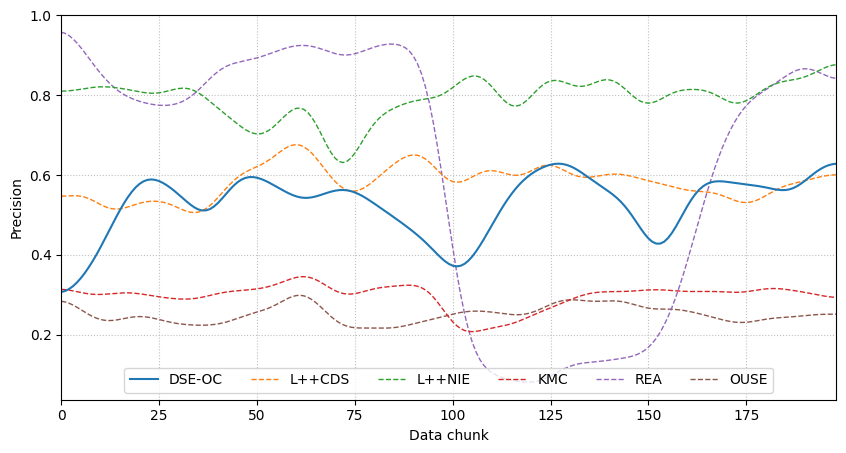 1.0
0.8
0.6
0.4
0.2
Precision
0 25 50 75 100 125 150 175
Data chunk
DSE-OC L++CDS L++NIE KMC REA OUSE